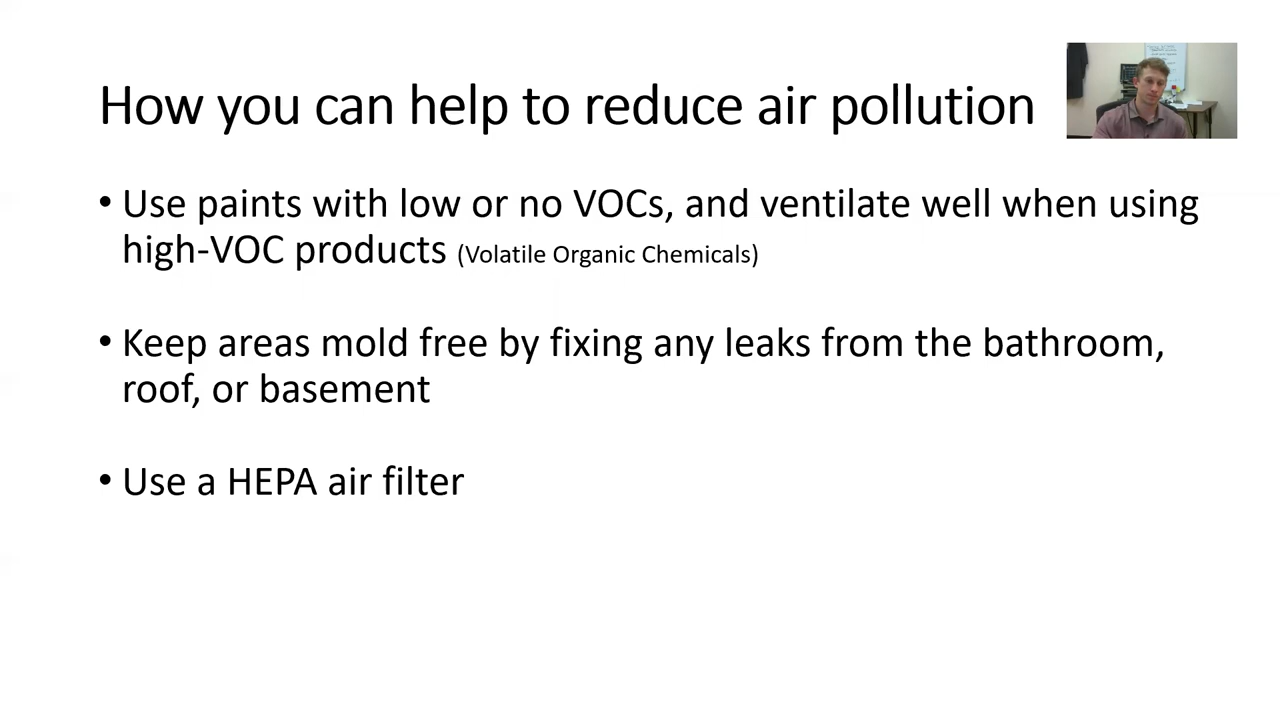 How you can help to reduce air pollution
• Use paints with low or no VOCs, and ventilate well when using
high-VOC products (Volatile Organic Chemicals)
• Keep areas mold free by fixing any leaks from the bathroom,
roof, or basement
• Use a HEPA air filter